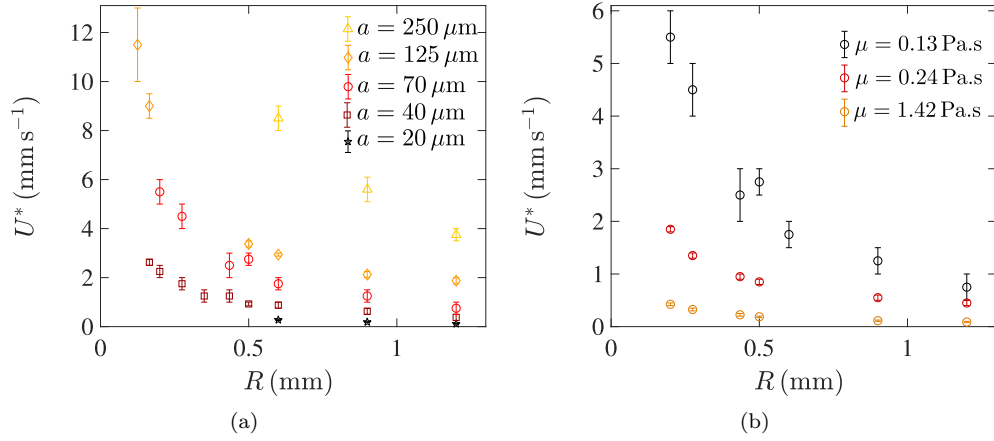 12
10
8
6
4
2
0
0
0.5
1
U* (mm s⁻¹)
R (mm)
a = 250 μm
a = 125 μm
a = 70 μm
a = 40 μm
a = 20 μm
(a)
6
5
4
3
2
1
0
0
0.5
1
U* (mm s⁻¹)
R (mm)
μ = 0.13 Pa.s
μ = 0.24 Pa.s
μ = 1.42 Pa.s
(b)